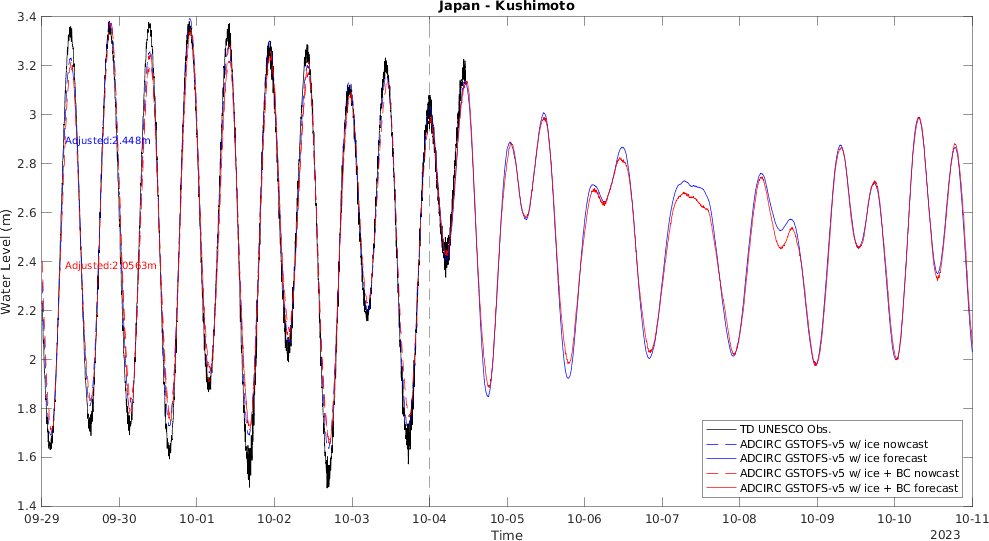 Japan - Kushimoto
3.4
3.2
3
2.8
2.6
2.4
2.2
2
1.8
1.6
1.4
Water Level (m)
Adjusted:2.448m
Adjusted:2.0563m
TD UNESCO Obs.
ADCIRC GSTOFS-v5 w/ ice nowcast
ADCIRC GSTOFS-v5 w/ ice forecast
ADCIRC GSTOFS-v5 w/ ice + BC nowcast
ADCIRC GSTOFS-v5 w/ ice + BC forecast
09-29 09-30 10-01 10-02 10-03 10-04 10-05 10-06 10-07 10-08 10-09 10-10 10-11
Time
2023